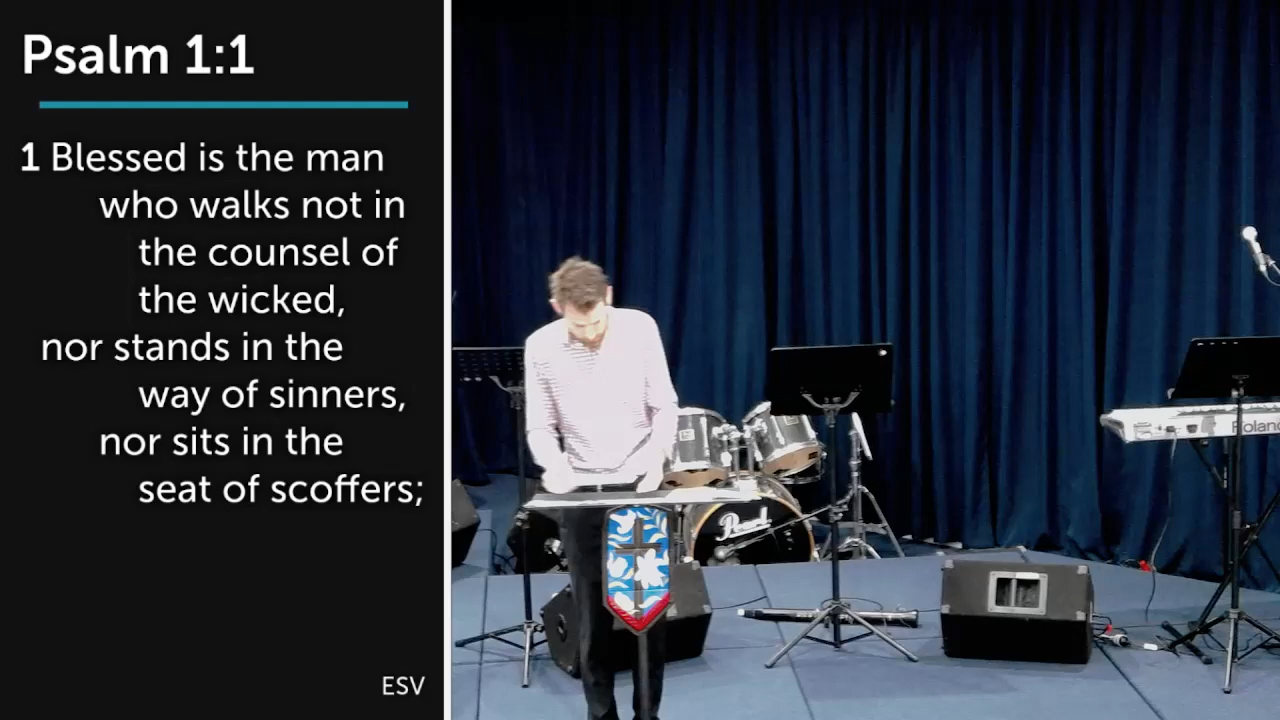 Psalm 1:1
1 Blessed is the man
who walks not in
the counsel of
the wicked,
nor stands in the
way of sinners,
nor sits in the
seat of scoffers;
ESV
Pearl
Roland